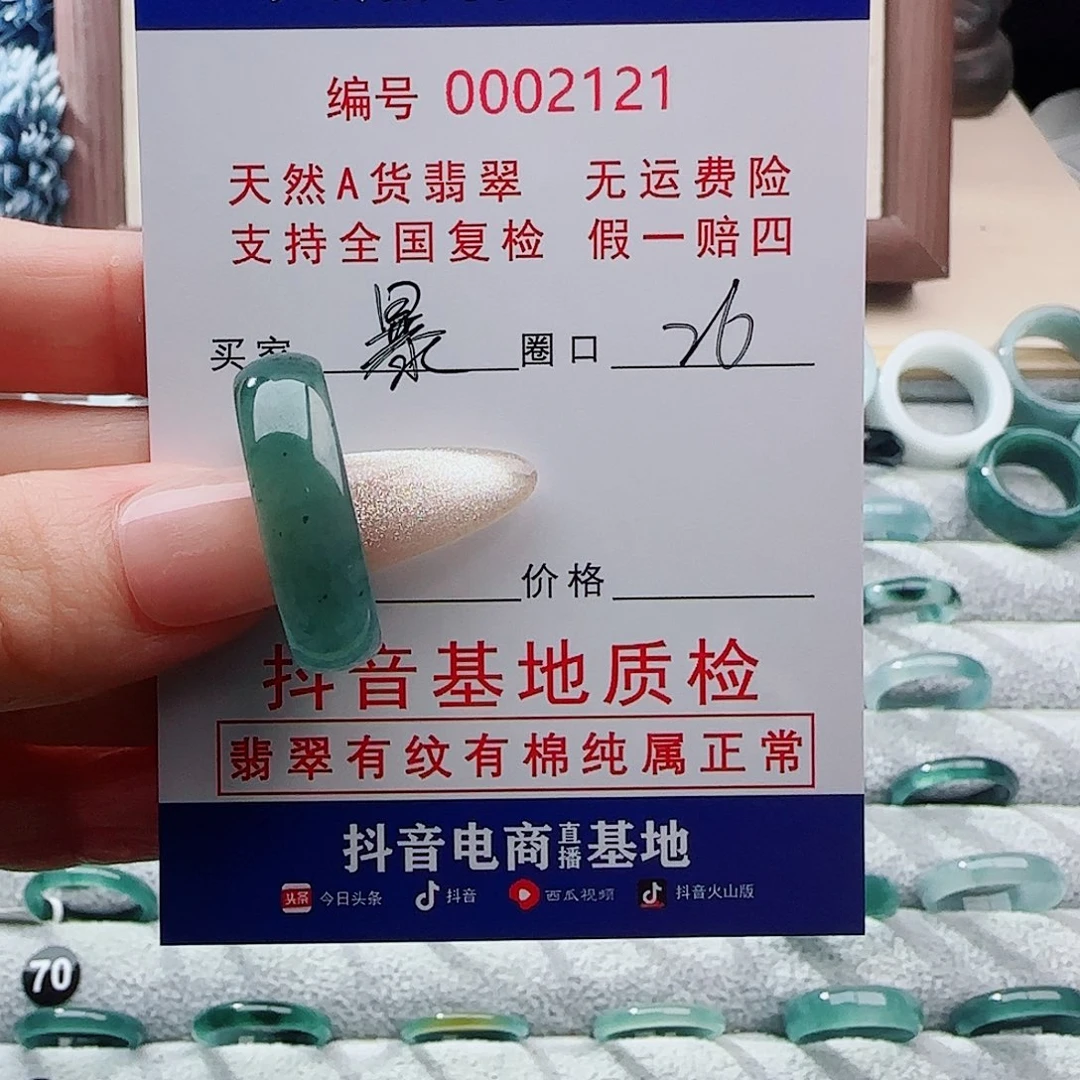 编号 0002121
天然A货翡翠 无运费险
支持全国复检 假一赔四
买家 暴 圈口 26
价格
抖音基地质检
翡翠有纹有棉纯属正常
抖音电商直播基地
头条 今日头条 抖音 西瓜视频 抖音火山版
70